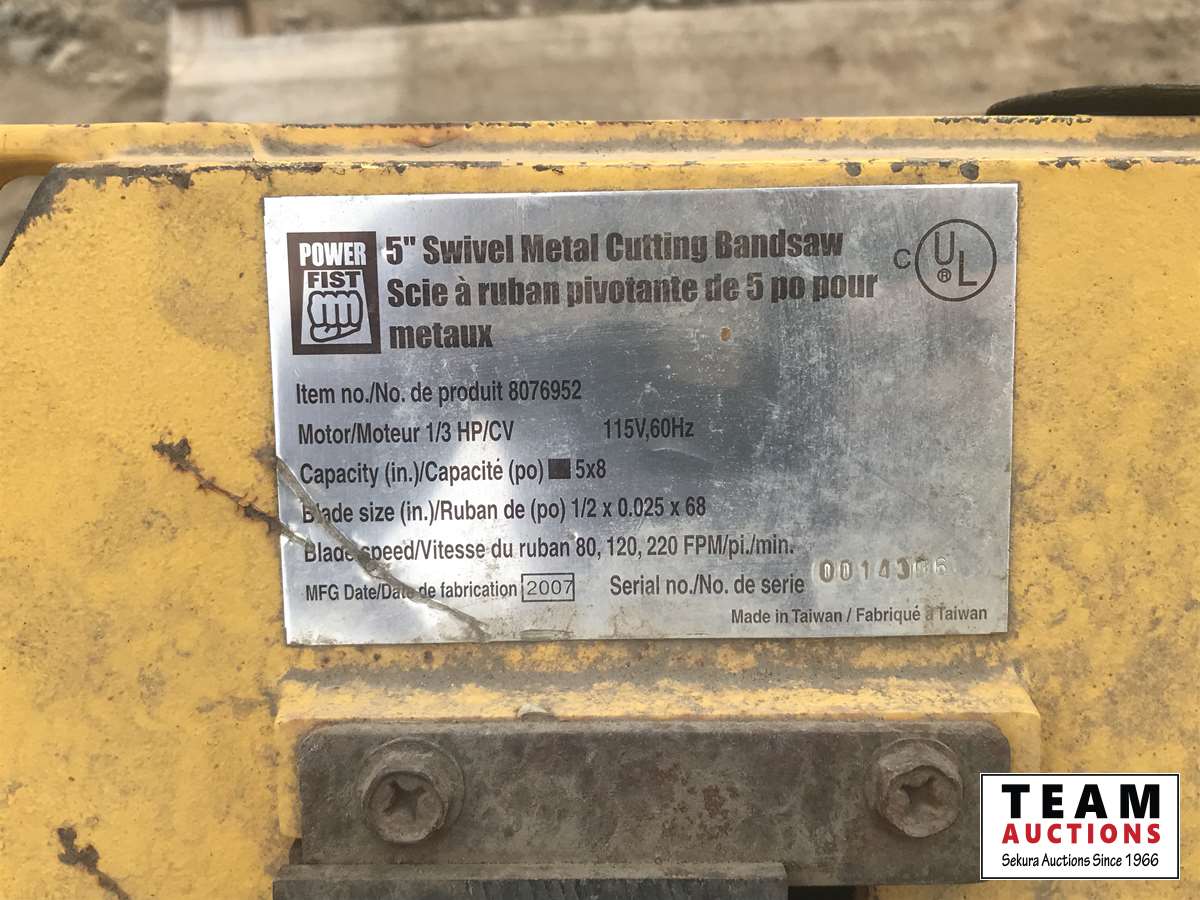 POWER
FIST
5" Swivel Metal Cutting Bandsaw
Scie à ruban pivotante de 5 po pour
metaux
C UL ®
Item no./No. de produit 8076952
Motor/Moteur 1/3 HP/CV 115V,60Hz
Capacity (in.)/Capacité (po) ■ 5x8
Blade size (in.)/Ruban de (po) 1/2 x 0.025 x 68
Blade speed/Vitesse du ruban 80, 120, 220 FPM/pi./min.
MFG Date/Date de fabrication 2007 Serial no./No. de serie
Made in Taiwan / Fabriqué à Taiwan
TEAM
AUCTIONS
Sekura Auctions Since 1966